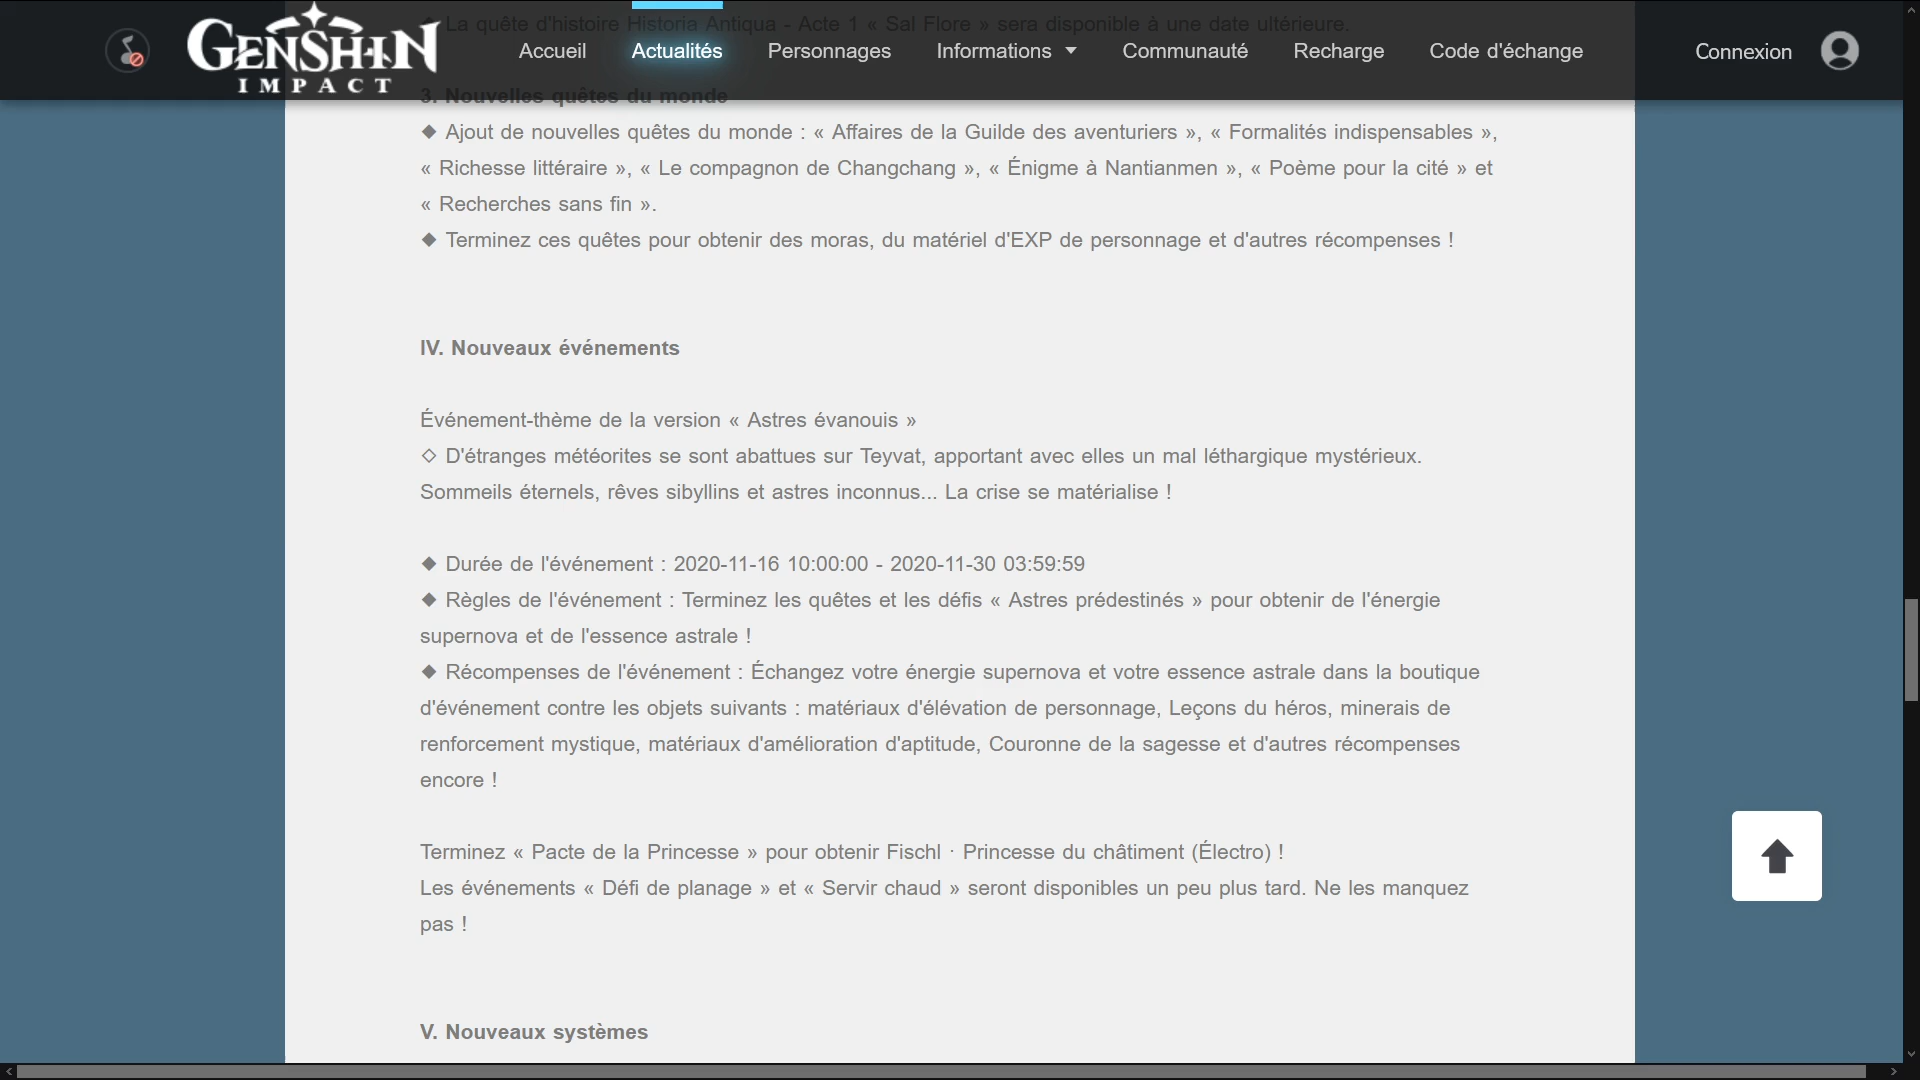 La quête d'histoire Historia Antiqua - Acte 1 « Sal Flore » sera disponible à une date ultérieure.
GENSHIN
IMPACT
Accueil
Actualités
Personnages
Informations
Communauté
Recharge
Code d'échange
Connexion
3. Nouvelles quêtes du monde
◆ Ajout de nouvelles quêtes du monde : « Affaires de la Guilde des aventuriers », « Formalités indispensables »,
« Richesse littéraire », « Le compagnon de Changchang », « Énigme à Nantianmen », « Poème pour la cité » et
« Recherches sans fin ».
◆ Terminez ces quêtes pour obtenir des moras, du matériel d'EXP de personnage et d'autres récompenses !
IV. Nouveaux événements
Événement-thème de la version « Astres évanouis »
◇ D'étranges météorites se sont abattues sur Teyvat, apportant avec elles un mal léthargique mystérieux.
Sommeils éternels, rêves sibyllins et astres inconnus... La crise se matérialise !
◆ Durée de l'événement : 2020-11-16 10:00:00 - 2020-11-30 03:59:59
◆ Règles de l'événement : Terminez les quêtes et les défis « Astres prédestinés » pour obtenir de l'énergie
supernova et de l'essence astrale !
◆ Récompenses de l'événement : Échangez votre énergie supernova et votre essence astrale dans la boutique
d'événement contre les objets suivants : matériaux d'élévation de personnage, Leçons du héros, minerais de
renforcement mystique, matériaux d'amélioration d'aptitude, Couronne de la sagesse et d'autres récompenses
encore !
Terminez « Pacte de la Princesse » pour obtenir Fischl · Princesse du châtiment (Électro) !
Les événements « Défi de planage » et « Servir chaud » seront disponibles un peu plus tard. Ne les manquez
pas !
V. Nouveaux systèmes